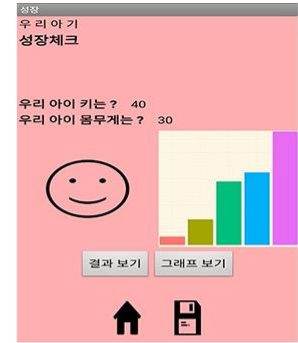 성장
우리아기
성장체크
우리 아이 키는 ? 40
우리 아이 몸무게는 ? 30
결과 보기 그래프 보기